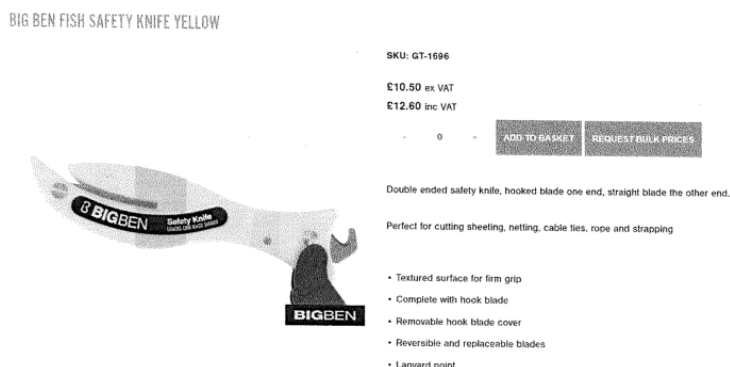 BIG BEN FISH SAFETY KNIFE YELLOW
SKU: GT-1696
£10.50 ex VAT
£12.60 inc VAT
- 0 +
ADD TO BASKET REQUEST BULK PRICES
Double ended safety knife, hooked blade one end, straight blade the other end.
Perfect for cutting sheeting, netting, cable ties, rope and strapping
• Textured surface for firm grip
• Complete with hook blade
• Removable hook blade cover
• Reversible and replaceable blades
• Lanyard point
B BIGBEN Safety Knife
BIGBEN